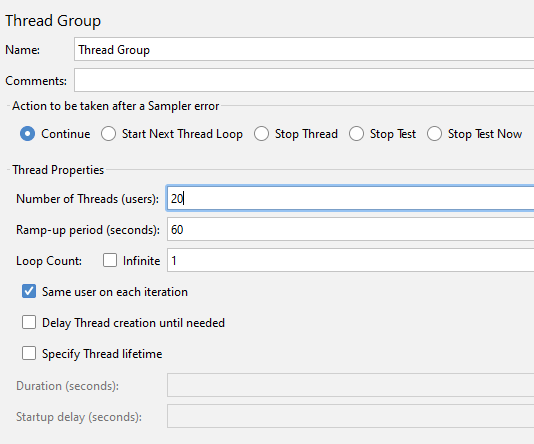 Thread Group
Name: Thread Group
Comments:
Action to be taken after a Sampler error
Continue Start Next Thread Loop Stop Thread Stop Test Stop Test Now
Thread Properties
Number of Threads (users): 20
Ramp-up period (seconds): 60
Loop Count: Infinite 1
Same user on each iteration
Delay Thread creation until needed
Specify Thread lifetime
Duration (seconds):
Startup delay (seconds):